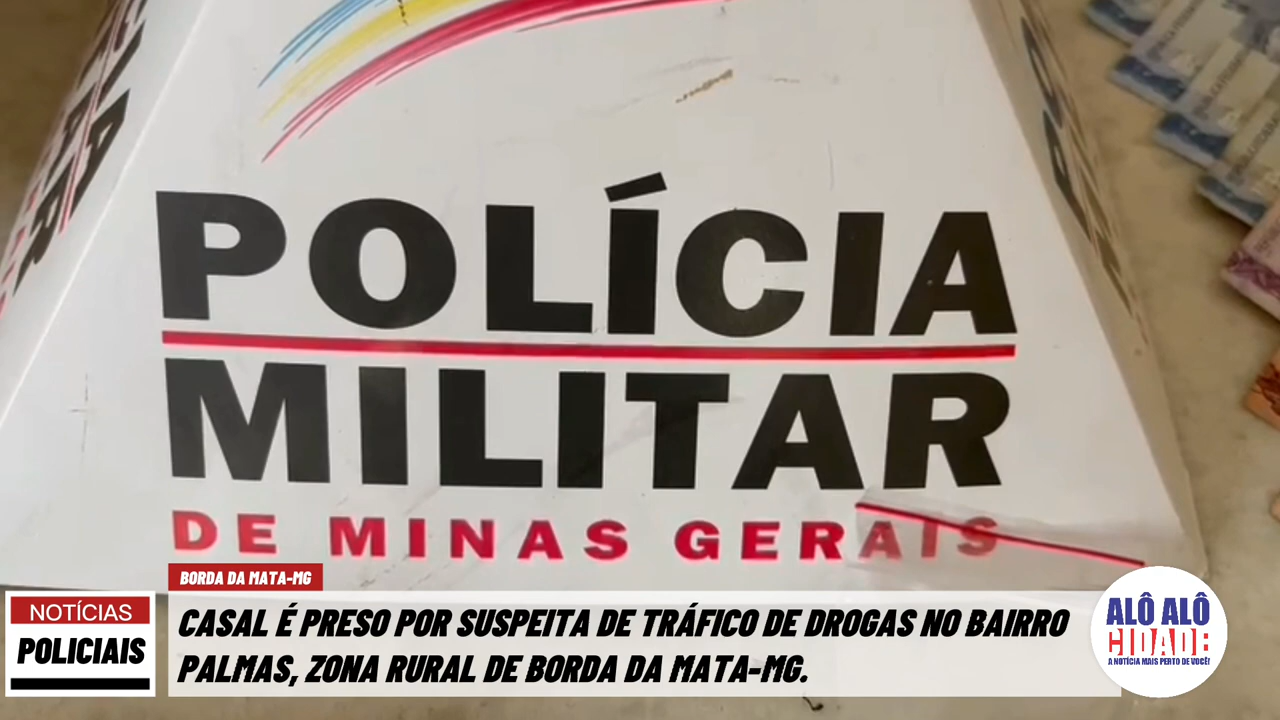 POLÍCIA
MILITAR
DE MINAS GERAIS
BORDA DA MATA-MG
NOTÍCIAS
POLICIAIS
CASAL É PRESO POR SUSPEITA DE TRÁFICO DE DROGAS NO BAIRRO
PALMAS, ZONA RURAL DE BORDA DA MATA-MG.
ALÔ ALÔ
CIDADE
A NOTÍCIA MAIS PERTO DE VOCÊ!